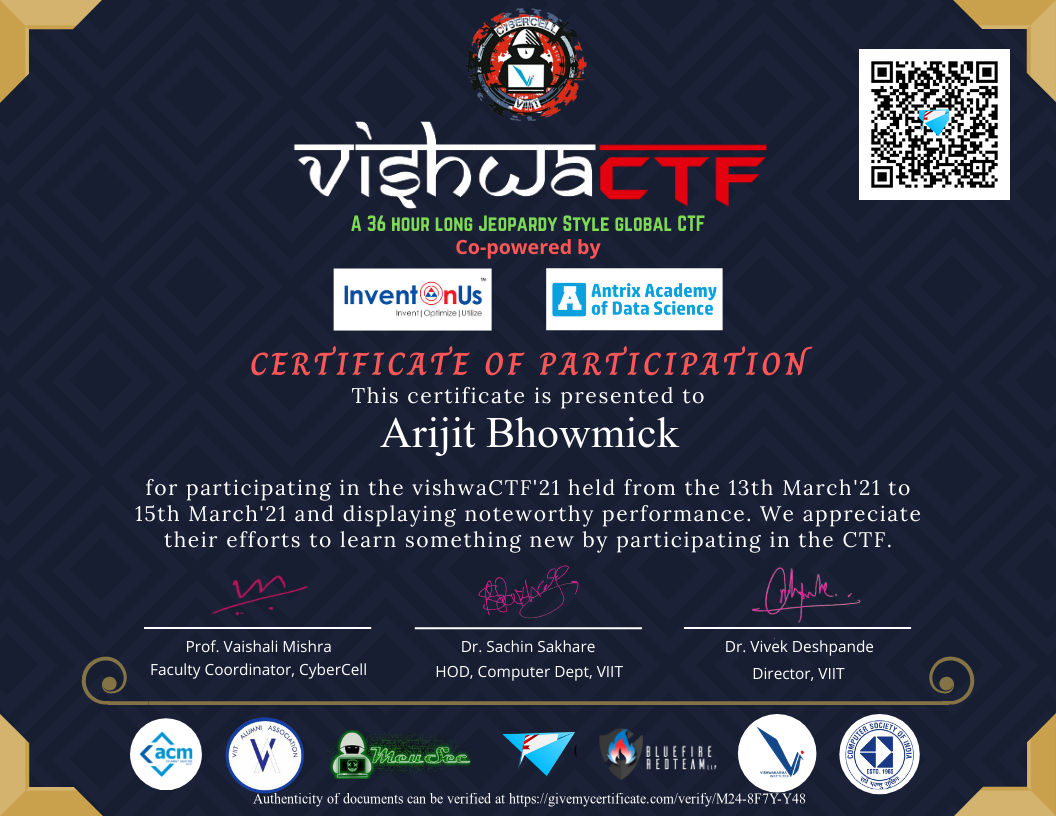 CYBERCELL
VIIT
vishwaCTF
A 36 HOUR LONG JEOPARDY STYLE GLOBAL CTF
Co-powered by
InventOnUs ™
Invent|Optimize|Utilize
Antrix Academy
of Data Science
CERTIFICATE OF PARTICIPATION
This certificate is presented to
Arijit Bhowmick
for participating in the vishwaCTF'21 held from the 13th March'21 to
15th March'21 and displaying noteworthy performance. We appreciate
their efforts to learn something new by participating in the CTF.
Prof. Vaishali Mishra
Faculty Coordinator, CyberCell
Dr. Sachin Sakhare
HOD, Computer Dept, VIIT
Dr. Vivek Deshpande
Director, VIIT
acm
VIIT ALUMNI ASSOCIATION
MeuSec
BLUEFIRE
REDTEAM LLP
VISHWAKARMA
INSTITUTES
COMPUTER SOCIETY OF INDIA
ESTD. 1965
Authenticity of documents can be verified at https://givemycertificate.com/verify/M24-8F7Y-Y48